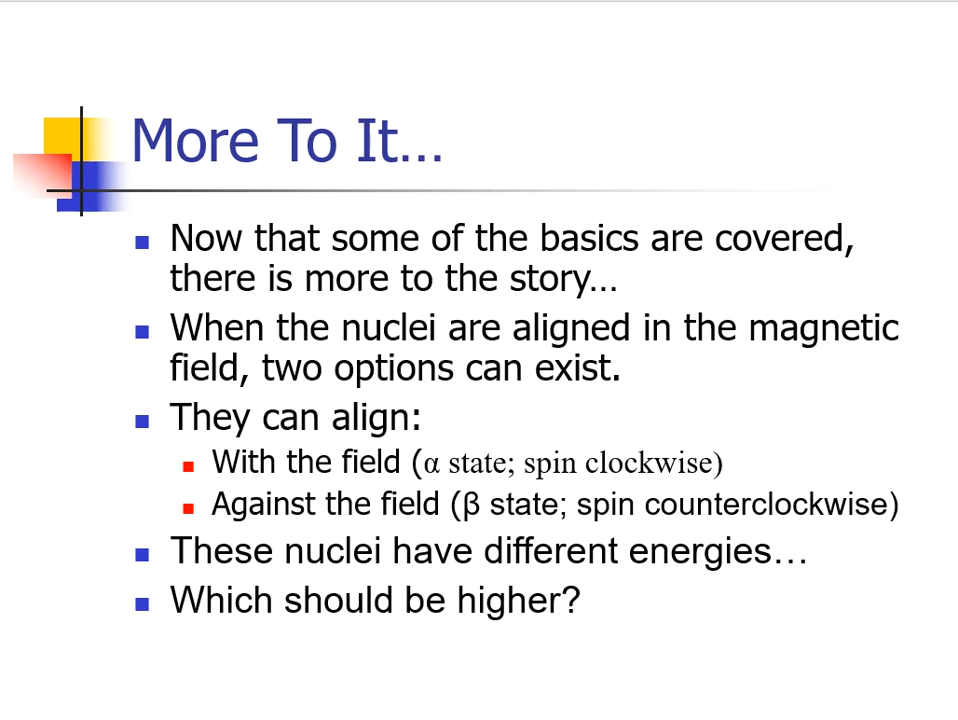 More To It…
Now that some of the basics are covered,
there is more to the story…
When the nuclei are aligned in the magnetic
field, two options can exist.
They can align:
With the field (α state; spin clockwise)
Against the field (β state; spin counterclockwise)
These nuclei have different energies…
Which should be higher?